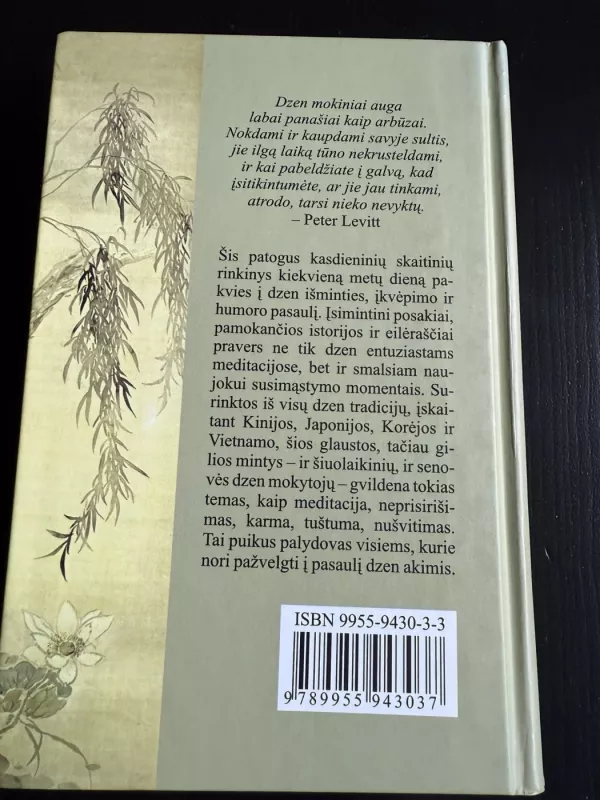 Dzen mokiniai auga
labai panašiai kaip arbūzai.
Nokdami ir kaupdami savyje sultis,
jie ilgą laiką tūno nekrusteldami,
ir kai pabeldžiate į galvą, kad
įsitikintumėte, ar jie jau tinkami,
atrodo, tarsi nieko nevyktų.
– Peter Levitt
Šis patogus kasdieninių skaitinių
rinkinys kiekvieną metų dieną pa-
kvies į dzen išminties, įkvėpimo ir
humoro pasaulį. Įsimintini posakiai,
pamokančios istorijos ir eilėraščiai
pravers ne tik dzen entuziastams
meditacijose, bet ir smalsiam nau-
jokui susimąstymo momentais. Su-
rinktos iš visų dzen tradicijų, įskai-
tant Kinijos, Japonijos, Korėjos ir
Vietnamo, šios glaustos, tačiau gi-
lios mintys – ir šiuolaikinių, ir seno-
vės dzen mokytojų – gvildena tokias
temas, kaip meditacija, neprisiriši-
mas, karma, tuštuma, nušvitimas.
Tai puikus palydovas visiems, kurie
nori pažvelgti į pasaulį dzen akimis.
ISBN 9955-9430-3-3
9 789955 943037